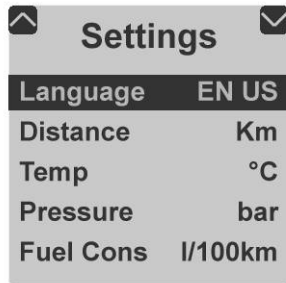 Settings
Language EN US
Distance Km
Temp °C
Pressure bar
Fuel Cons l/100km